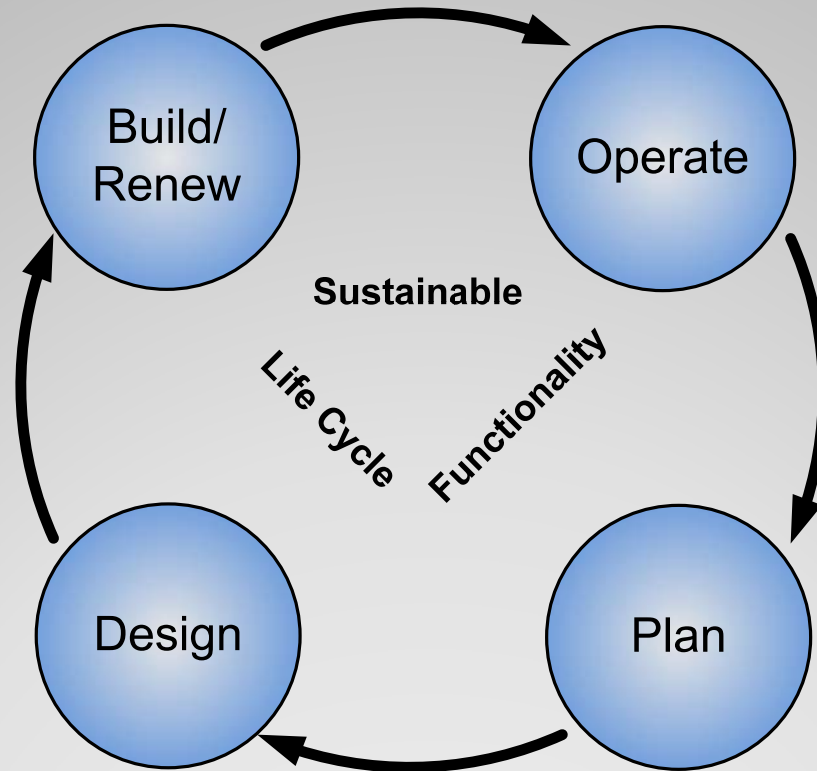 Build/
Renew
Operate
Sustainable
Life Cycle
Functionality
Design
Plan